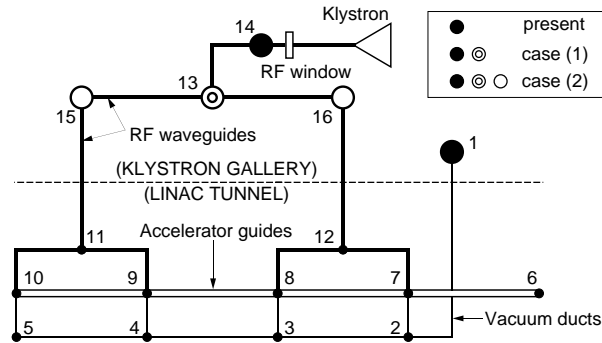 Klystron
present
14
case (1)
RF window
13
case (2)
15
16
RF waveguides
1
(KLYSTRON GALLERY)
(LINAC TUNNEL)
11
Accelerator guides
12
10
9
8
7
6
5
4
3
2
Vacuum ducts